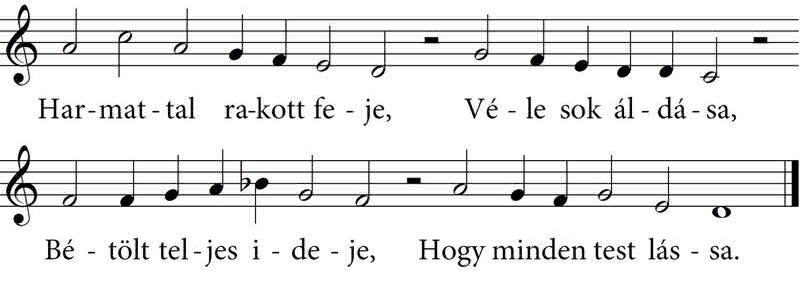 Har-mat-tal ra-kott fe - je, Vé - le sok ál-dá-sa,
Bé - tölt tel-jes i - de - je, Hogy minden test lás - sa.